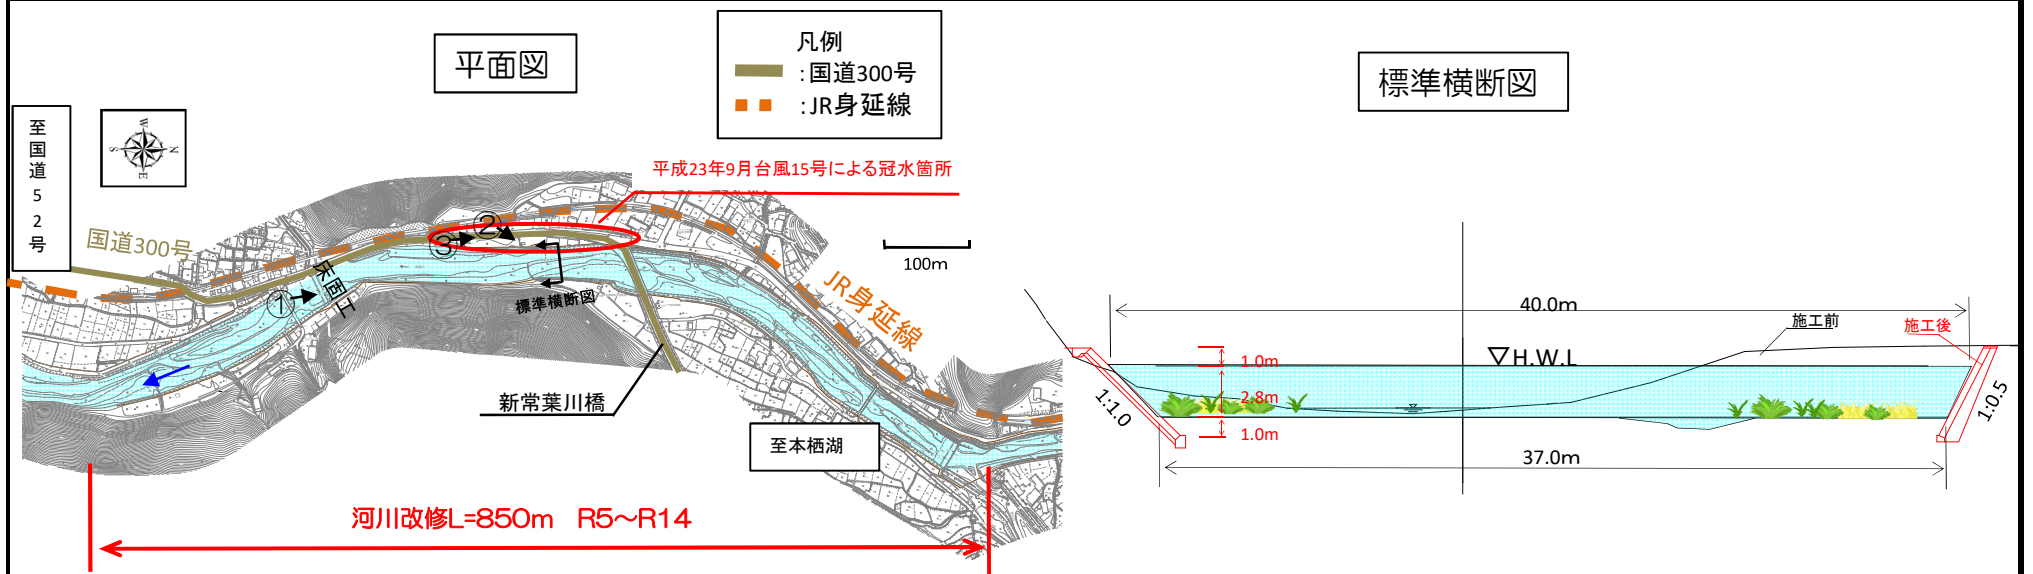 平面図
凡例
:国道300号
:JR身延線
標準横断図
至国道52号
W
N
S
E
平成23年9月台風15号による冠水箇所
国道300号
②
③
①
床固工
標準横断図
100m
JR身延線
新常葉川橋
至本栖湖
河川改修L=850m R5～R14
40.0m
施工前
施工後
1.0m
▽H.W.L
2.8m
1.0m
1:1.0
1:0.5
37.0m